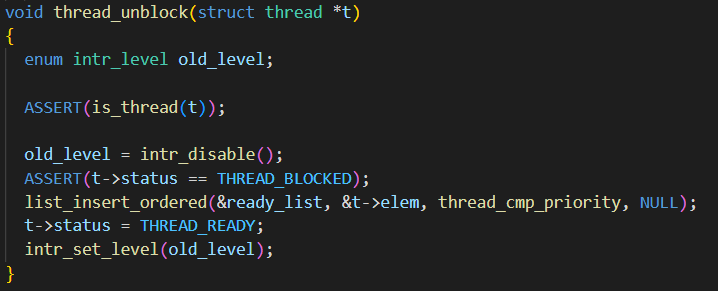 void thread_unblock(struct thread *t)
{
  enum intr_level old_level;

  ASSERT(is_thread(t));

  old_level = intr_disable();
  ASSERT(t->status == THREAD_BLOCKED);
  list_insert_ordered(&ready_list, &t->elem, thread_cmp_priority, NULL);
  t->status = THREAD_READY;
  intr_set_level(old_level);
}